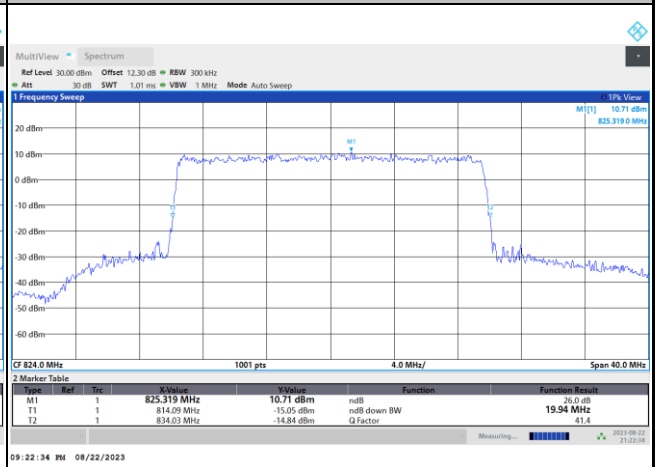 MultiView Spectrum
Ref Level 30.00 dBm Offset 12.30 dB RBW 300 kHz
Att 30 dB SWT 1.01 ms VBW 1 MHz Mode Auto Sweep
1 Frequency Sweep 1Pk View
M1[1] 10.71 dBm
825.319 0 MHz
M1
20 dBm
10 dBm
0 dBm
-10 dBm
T1 T2
-20 dBm
-30 dBm
-40 dBm
-50 dBm
-60 dBm
CF 824.0 MHz 1001 pts 4.0 MHz/ Span 40.0 MHz
2 Marker Table
Type Ref Trc X-Value Y-Value Function Function Result
M1 1 825.319 MHz 10.71 dBm ndB 26.0 dB
T1 1 814.09 MHz -15.05 dBm ndB down BW 19.94 MHz
T2 1 834.03 MHz -14.84 dBm Q Factor 41.4
Measuring... 2023-08-22
21:22:34
09:22:34 PM 08/22/2023